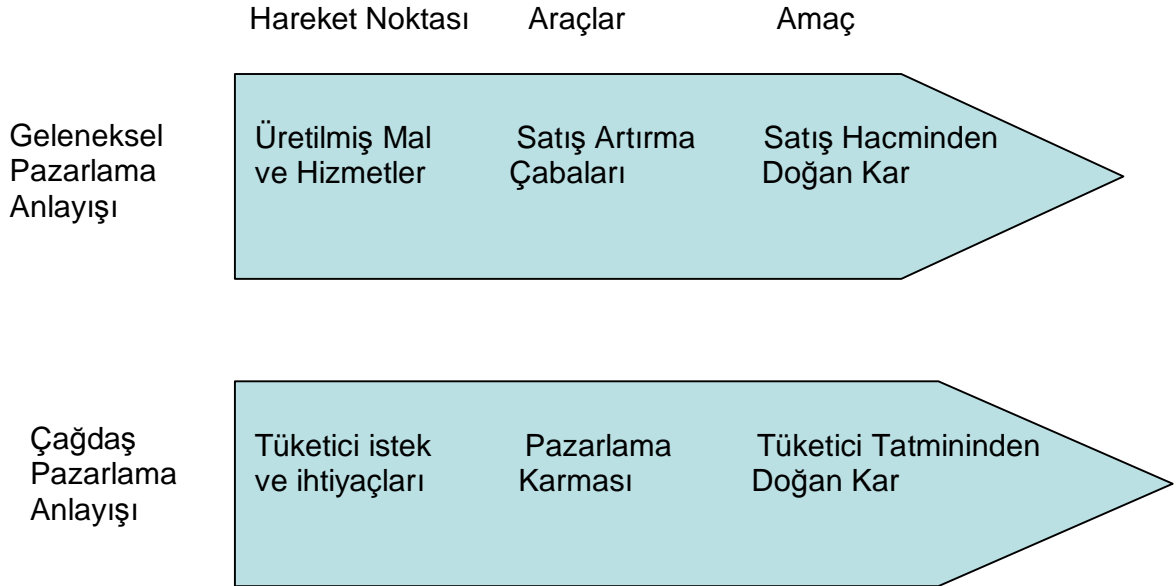 Hareket Noktası Araçlar Amaç
Geleneksel
Pazarlama
Anlayışı
Üretilmiş Mal
ve Hizmetler
Satış Artırma
Çabaları
Satış Hacminden
Doğan Kar
Çağdaş
Pazarlama
Anlayışı
Tüketici istek
ve ihtiyaçları
Pazarlama
Karması
Tüketici Tatmininden
Doğan Kar